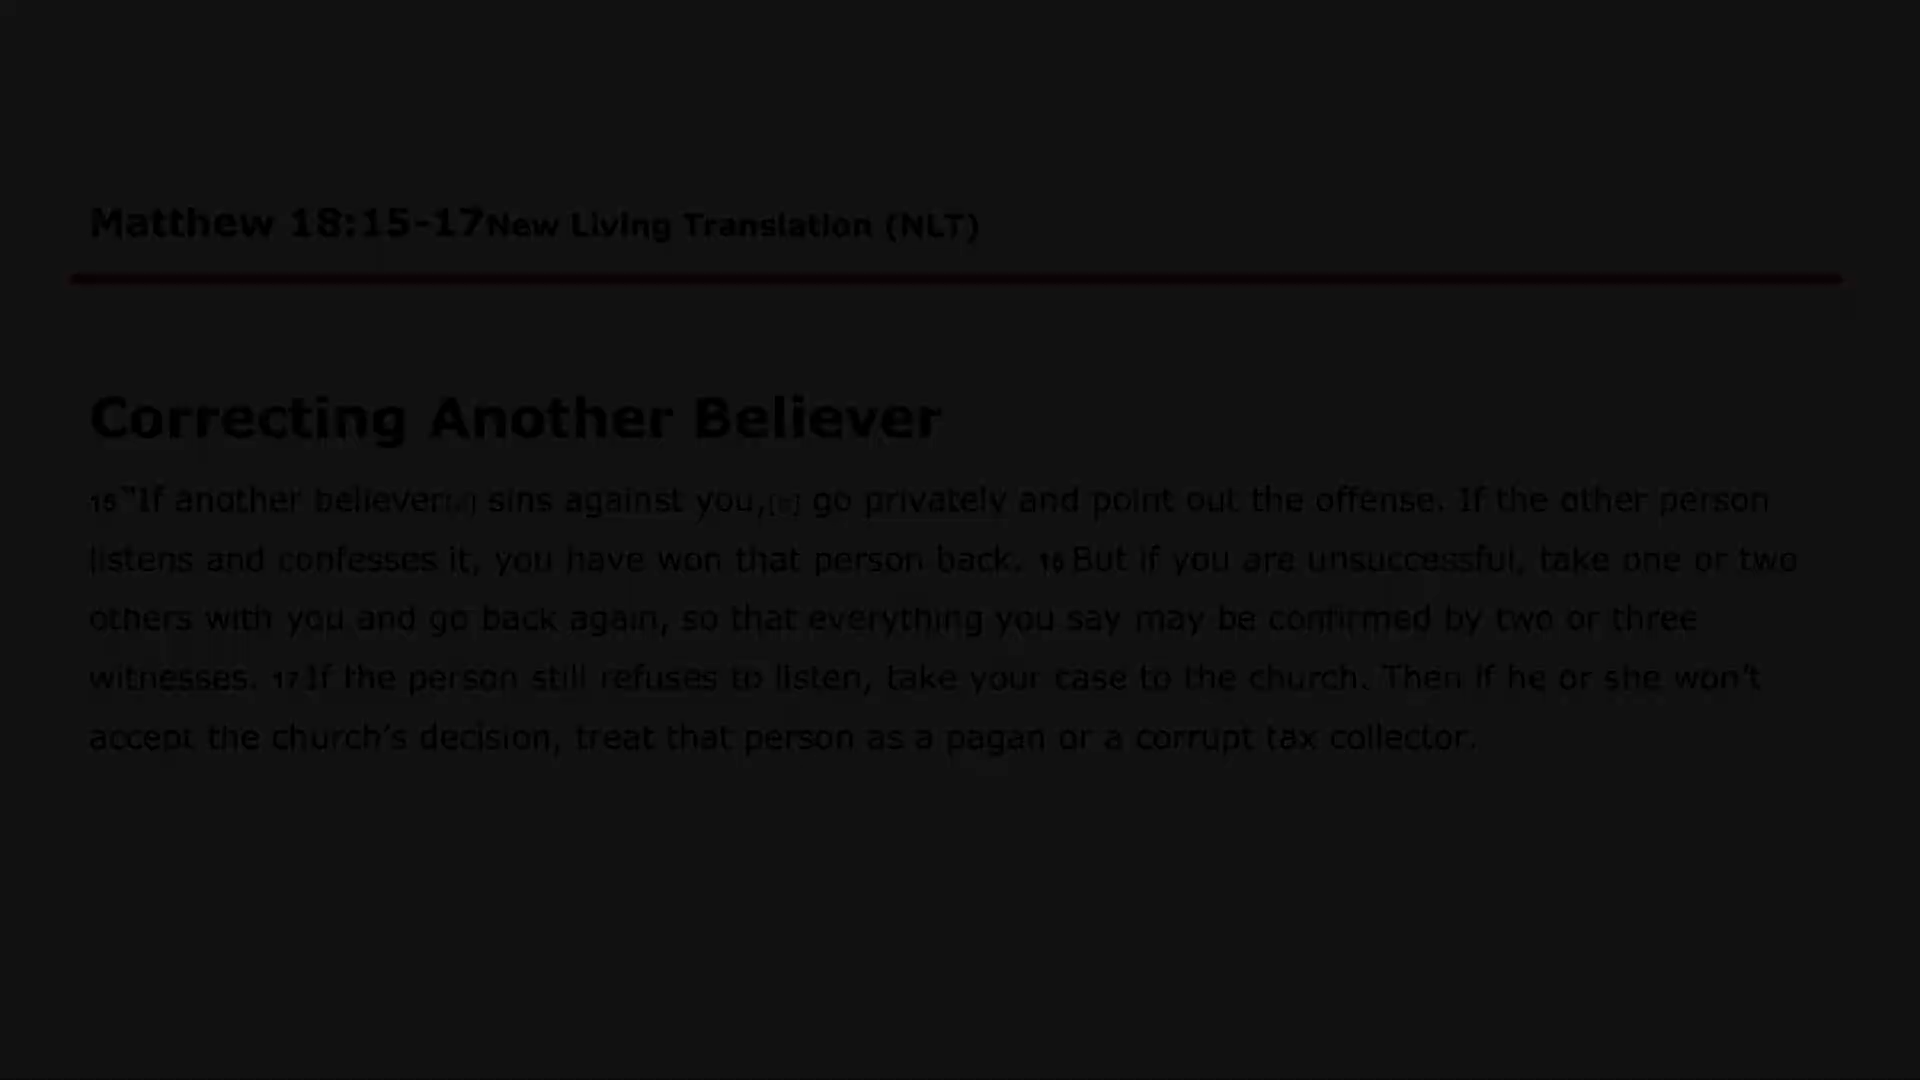 Matthew 18:15-17New Living Translation (NLT)
Correcting Another Believer
15 "If another believer[a] sins against you,[b] go privately and point out the offense. If the other person
listens and confesses it, you have won that person back. 16 But if you are unsuccessful, take one or two
others with you and go back again, so that everything you say may be confirmed by two or three
witnesses. 17 If the person still refuses to listen, take your case to the church. Then if he or she won’t
accept the church’s decision, treat that person as a pagan or a corrupt tax collector.